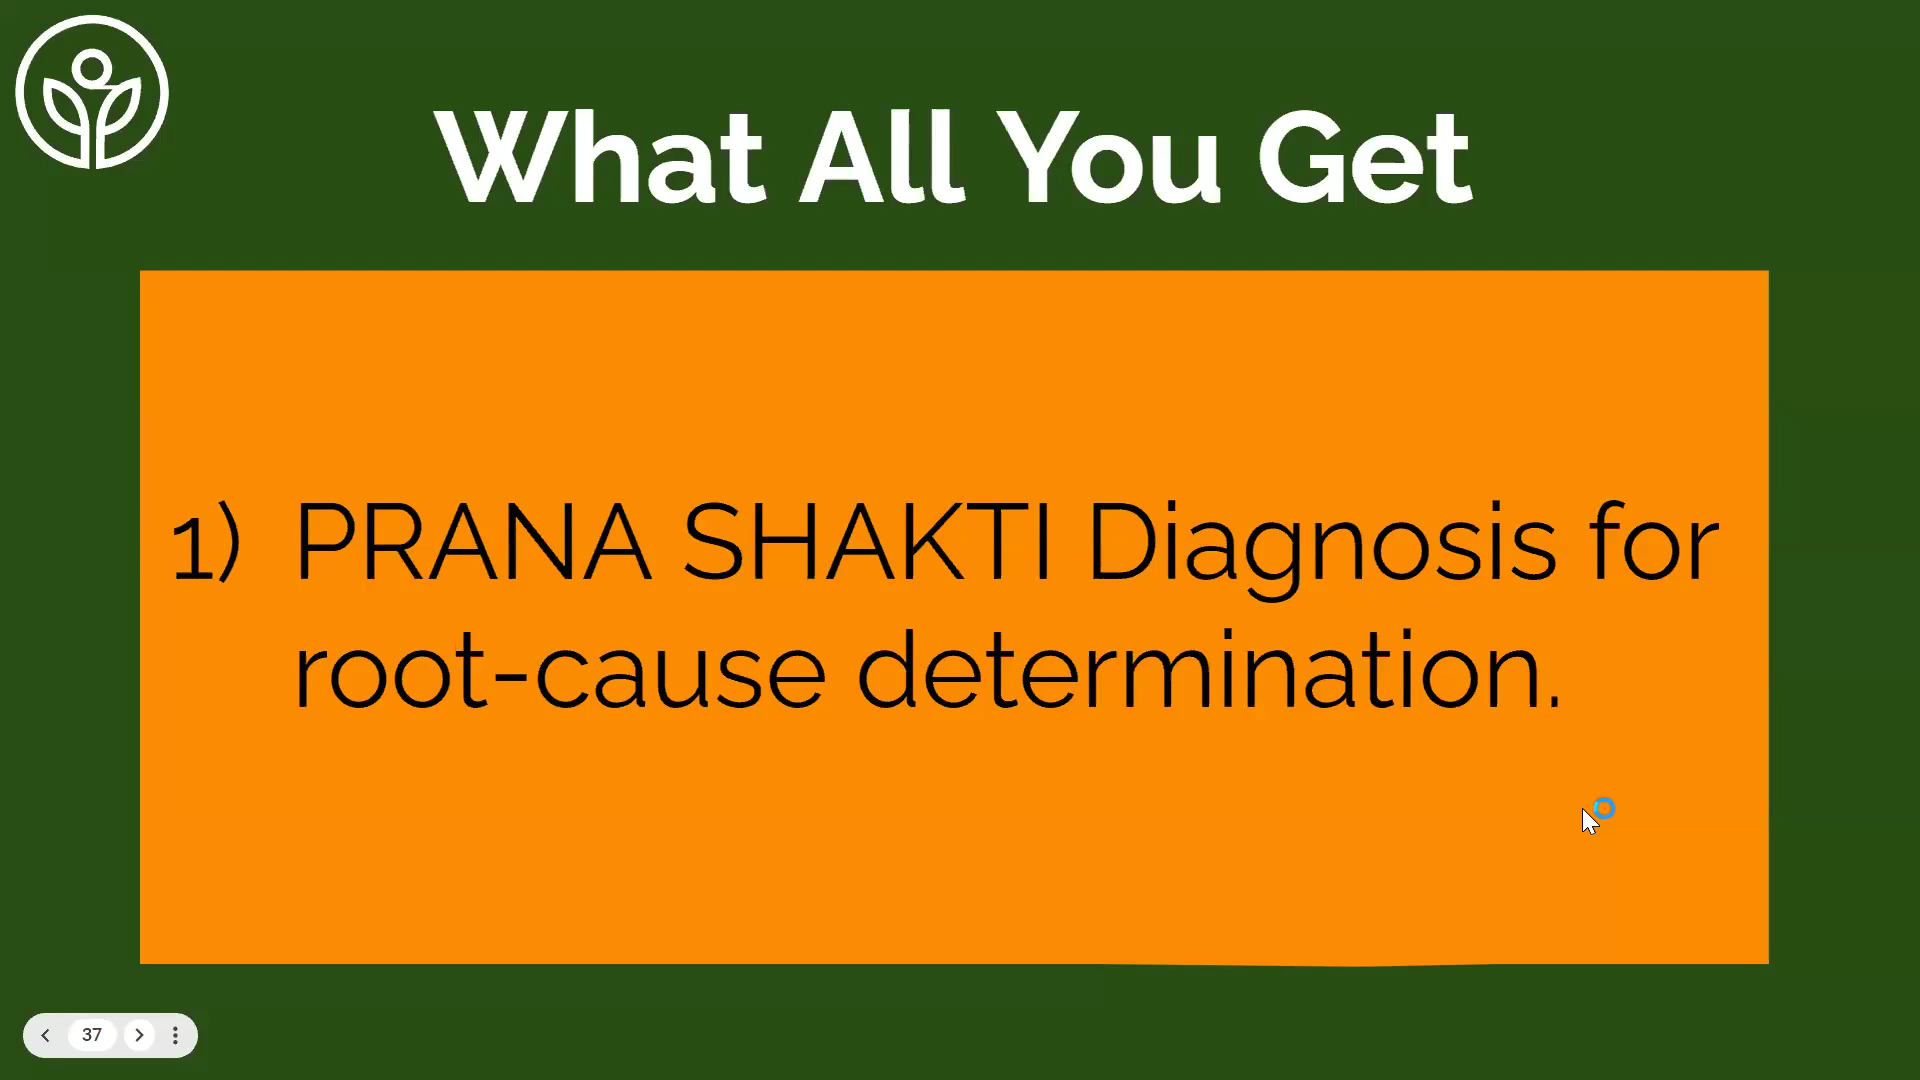 What All You Get
1) PRANA SHAKTI Diagnosis for
root-cause determination.
37